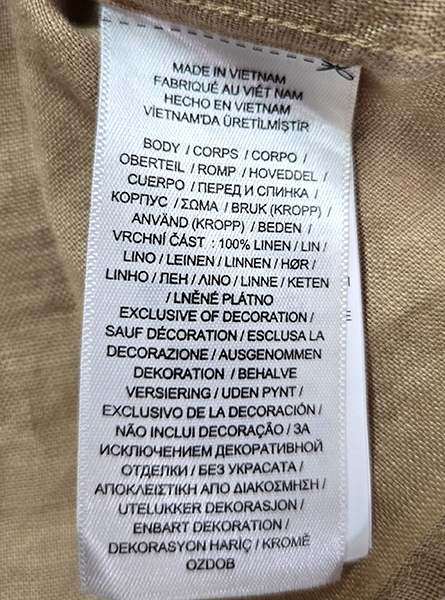 MADE IN VIETNAM
FABRIQUÉ AU VIÊT NAM
HECHO EN VIETNAM
VİETNAM'DA ÜRETİLMİŞTİR
BODY / CORPS / CORPO /
OBERTEIL / ROMP / HOVEDDEL /
CUERPO / ПЕРЕД И СПИНКА /
КОРПУС / ΣΩΜΑ / BRUK (KROPP) /
ANVÄND (KROPP) / BEDEN /
VRCHNÍ ČÁST : 100% LINEN / LIN /
LINO / LEINEN / LINNEN / HØR /
LINHO / ЛЕН / ΛΙΝΟ / LINNE / KETEN
/ LNĚNÉ PLÁTNO
EXCLUSIVE OF DECORATION /
SAUF DÉCORATION / ESCLUSA LA
DECORAZIONE / AUSGENOMMEN
DEKORATION / BEHALVE
VERSIERING / UDEN PYNT /
EXCLUSIVO DE LA DECORACIÓN /
NÃO INCLUI DECORAÇÃO / ЗА
ИСКЛЮЧЕНИЕМ ДЕКОРАТИВНОЙ
ОТДЕЛКИ / БЕЗ УКРАСАТА /
ΑΠΟΚΛΕΙΣΤΙΚΗ ΑΠΟ ΔΙΑΚΟΣΜΗΣΗ /
UTELUKKER DEKORASJON /
ENBART DEKORATION /
DEKORASYON HARİÇ / KROMĚ
OZDOB